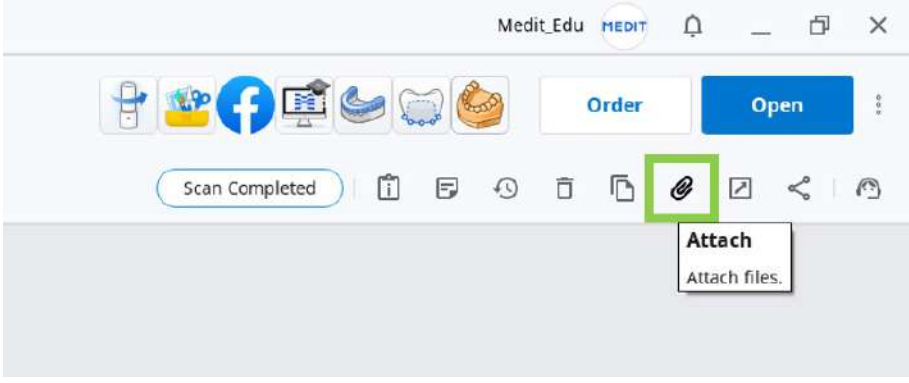 Medit_Edu MEDIT
Order Open
Scan Completed
Attach
Attach files.